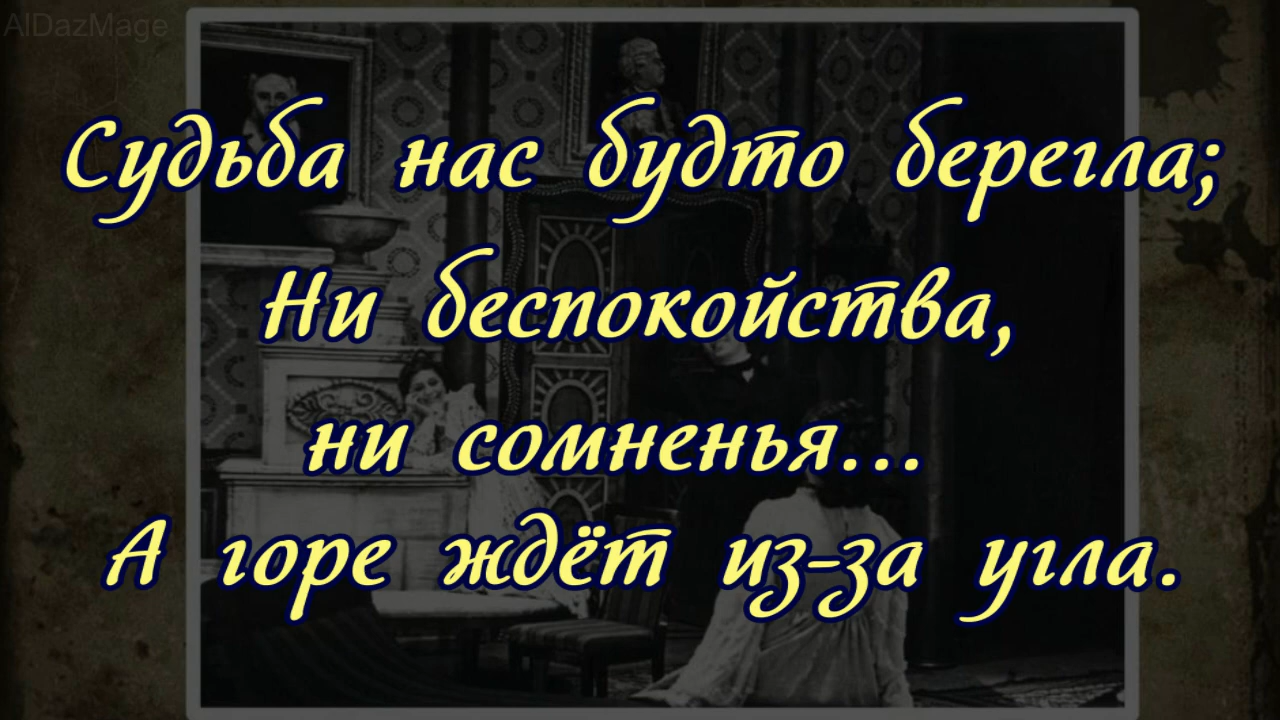 AlDazMage
Судьба нас будто берегла;
Ни беспокойства,
ни сомненья...
А горе ждёт из-за угла.